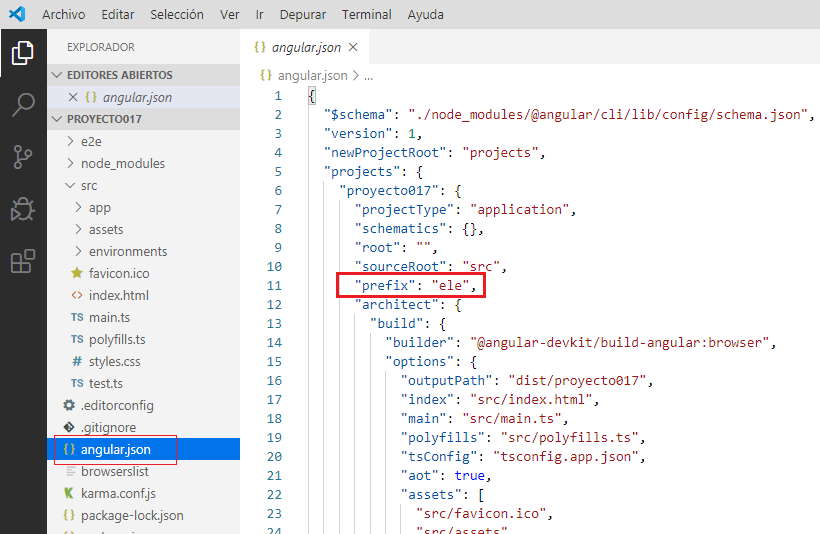 Archivo Editar Selección Ver Ir Depurar Terminal Ayuda
EXPLORADOR
EDITORES ABIERTOS
angular.json
PROYECTO017
e2e
node_modules
src
app
assets
environments
favicon.ico
index.html
TS main.ts
TS polyfills.ts
# styles.css
TS test.ts
.editorconfig
.gitignore
{} angular.json
browserslist
karma.conf.js
{} package-lock.json
{} angular.json
{} angular.json > ...
1 {
2 "$schema": "./node_modules/@angular/cli/lib/config/schema.json",
3 "version": 1,
4 "newProjectRoot": "projects",
5 "projects": {
6 "proyecto017": {
7 "projectType": "application",
8 "schematics": {},
9 "root": "",
10 "sourceRoot": "src",
11 "prefix": "ele",
12 "architect": {
13 "build": {
14 "builder": "@angular-devkit/build-angular:browser",
15 "options": {
16 "outputPath": "dist/proyecto017",
17 "index": "src/index.html",
18 "main": "src/main.ts",
19 "polyfills": "src/polyfills.ts",
20 "tsConfig": "tsconfig.app.json",
21 "aot": true,
22 "assets": [
23 "src/favicon.ico",
24 "src/assets"